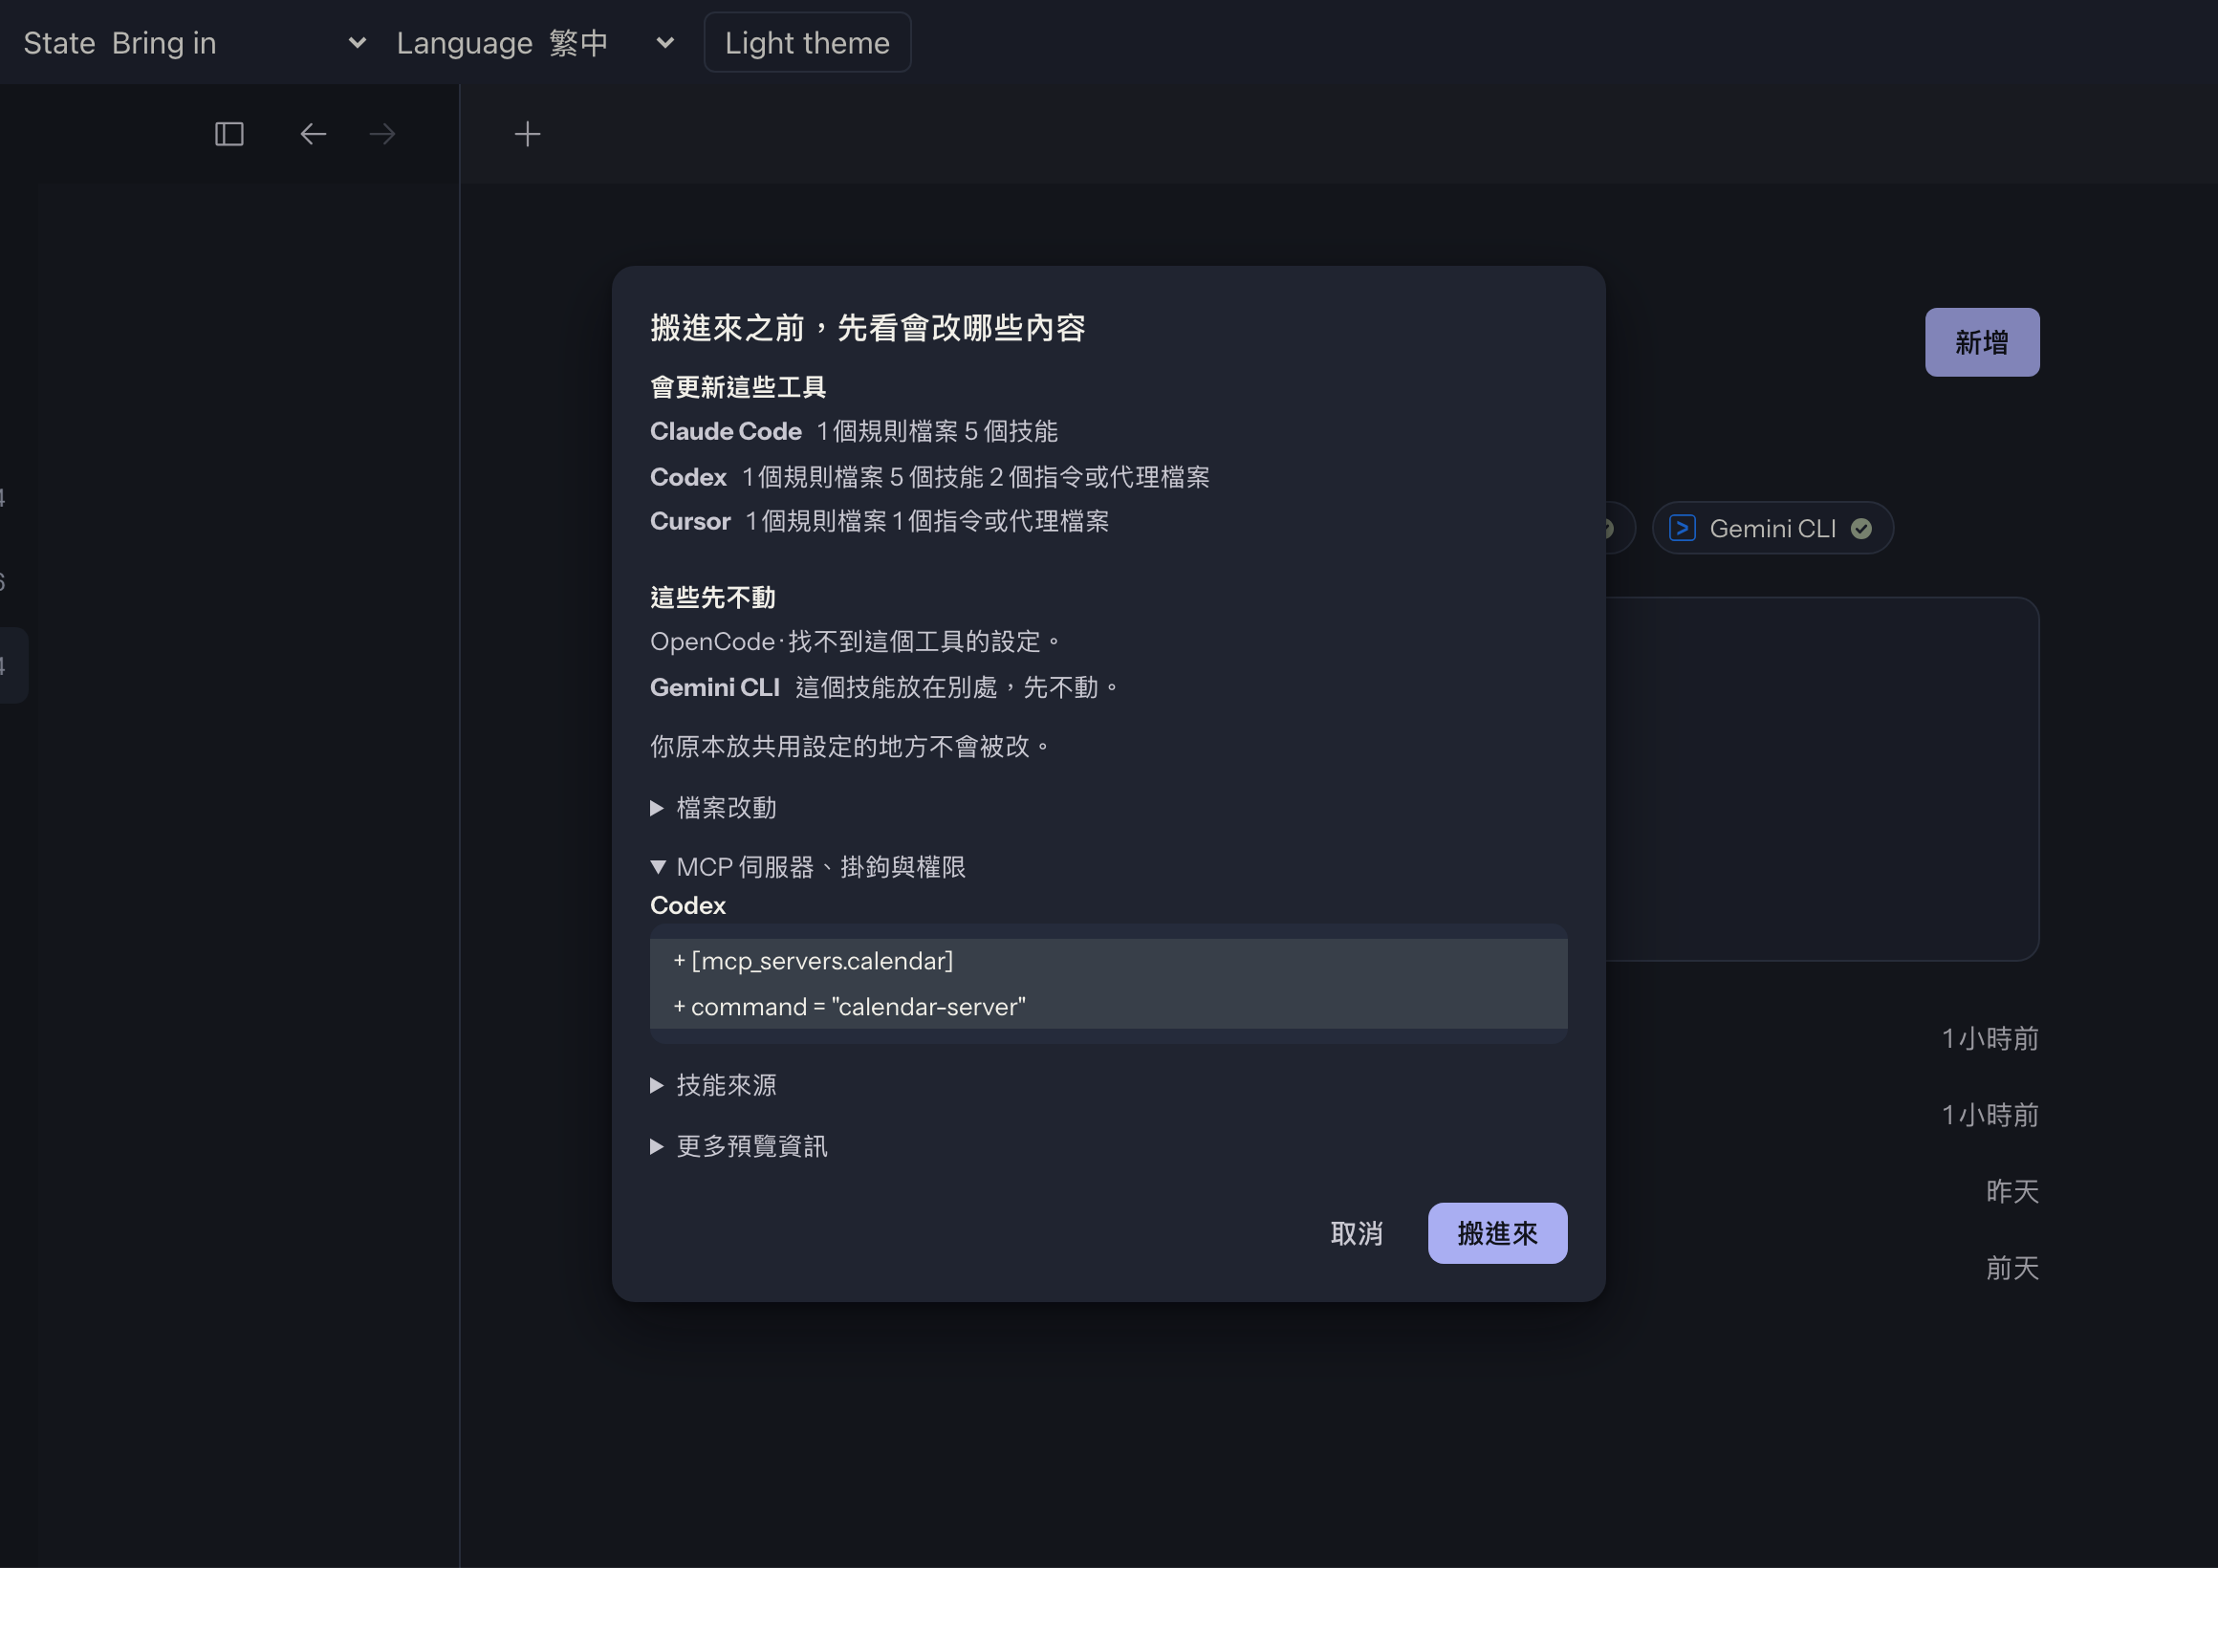 State Bring in Language 繁中 Light theme
搬進來之前，先看會改哪些內容
新增
會更新這些工具
Claude Code 1 個規則檔案 5 個技能
Codex 1 個規則檔案 5 個技能 2 個指令或代理檔案
Cursor 1 個規則檔案 1 個指令或代理檔案
Gemini CLI
這些先不動
OpenCode · 找不到這個工具的設定。
Gemini CLI 這個技能放在別處，先不動。
你原本放共用設定的地方不會被改。
檔案改動
MCP 伺服器、掛鉤與權限
Codex
+ [mcp_servers.calendar]
+ command = "calendar-server"
技能來源
更多預覽資訊
取消 搬進來
1 小時前
1 小時前
昨天
前天